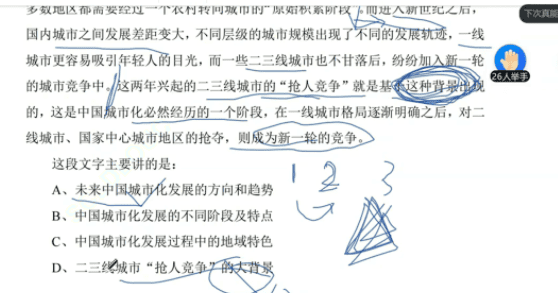 多数地区都需要经过一个农村转向城市的“原始积累阶段”，而进入新世纪之后，
下次真题
国内城市之间发展差距变大，不同层级的城市规模出现了不同的发展轨迹，一线
城市更容易吸引年轻人的目光，而一些二三线城市也不甘落后，纷纷加入新一轮
26人举手
的城市竞争中。这两年兴起的二三线城市的“抢人竞争”就是基于这种背景出现
的，这是中国城市化必然经历的一个阶段，在一线城市格局逐渐明确之后，对二
线城市、国家中心城市地区的抢夺，则成为新一轮的竞争。
这段文字主要讲的是：
1 2 3
A、未来中国城市化发展的方向和趋势
B、中国城市化发展的不同阶段及特点
C、中国城市化发展过程中的地域特色
D、二三线城市“抢人竞争”的大背景